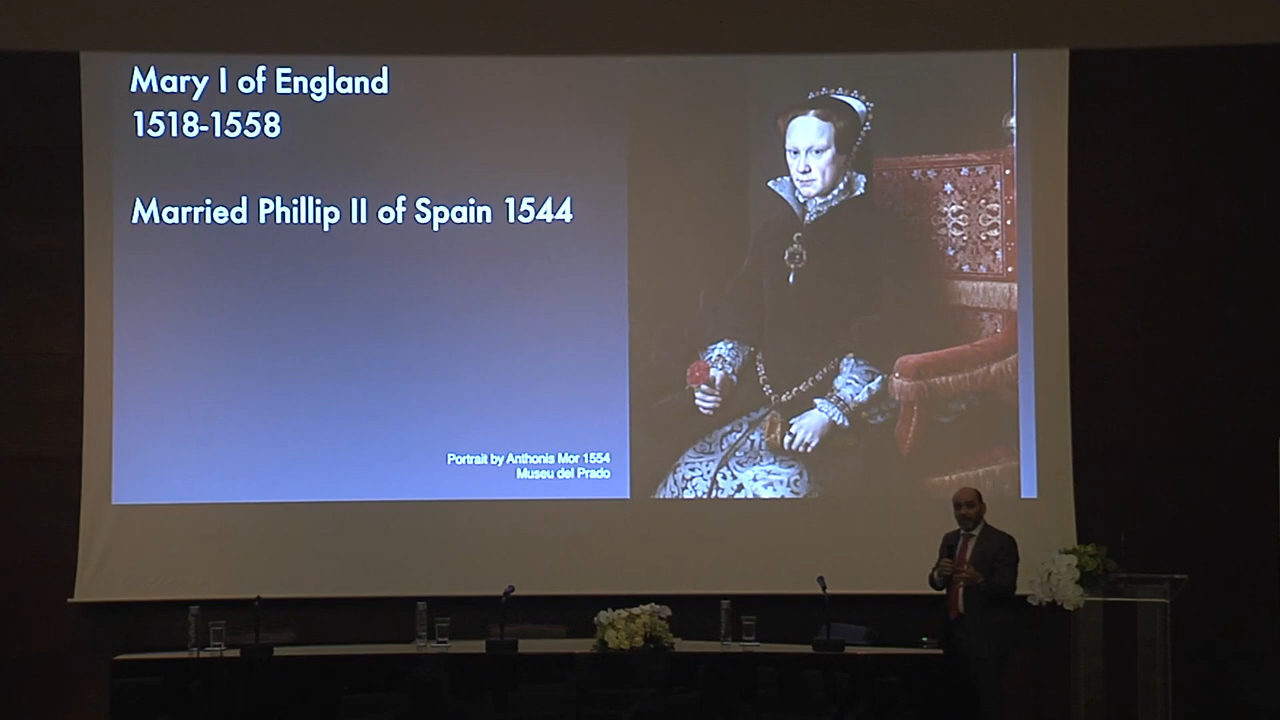 Mary I of England
1518-1558
Married Phillip II of Spain 1544
Portrait by Anthonis Mor 1554
Museu del Prado